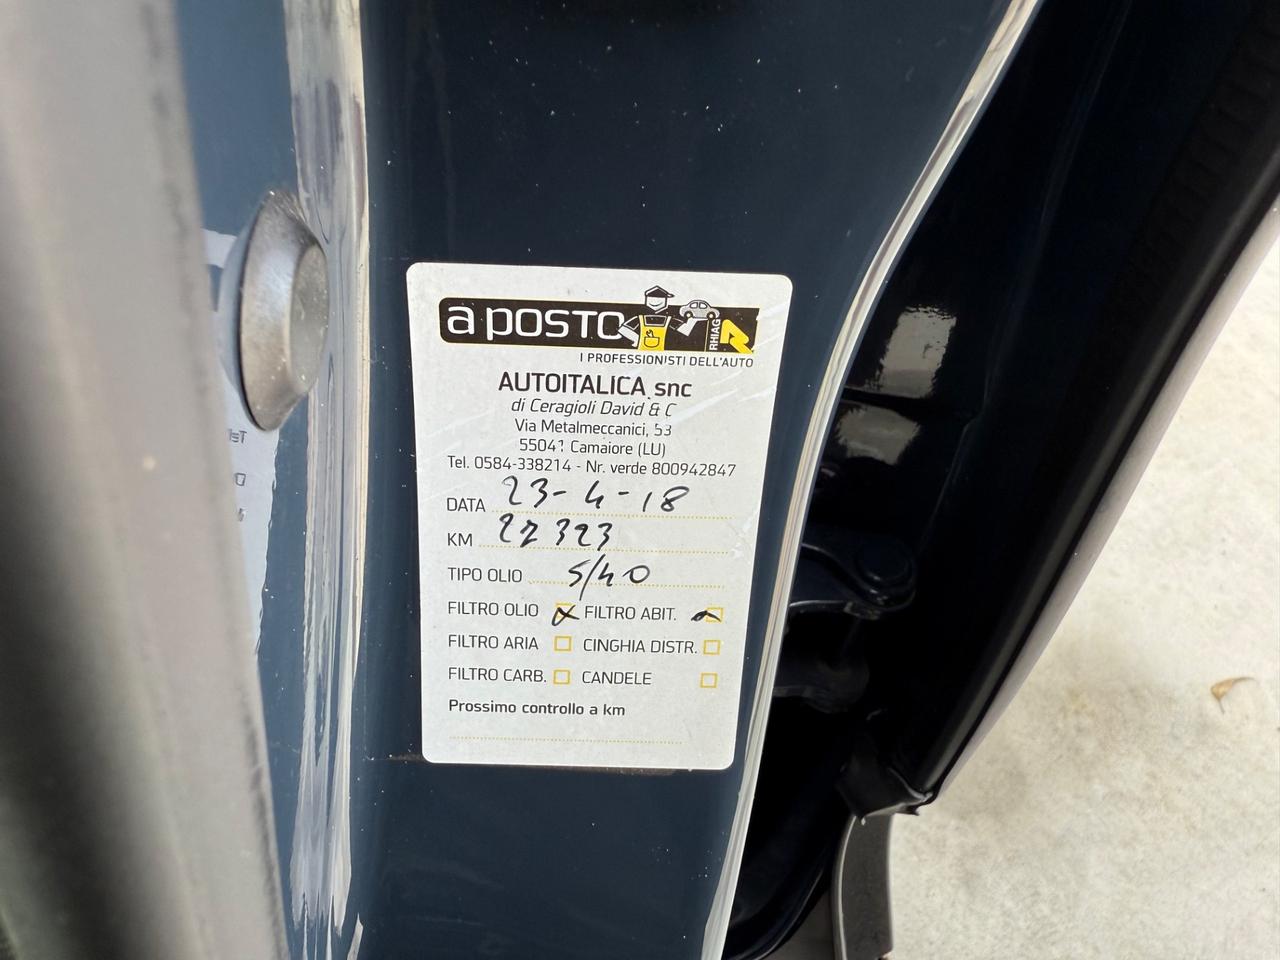 a posto
RHIAG
I PROFESSIONISTI DELL'AUTO
AUTOITALICA snc
di Ceragioli David & C
Via Metalmeccanici, 53
55041 Camaiore (LU)
Tel. 0584-338214 - Nr. verde 800942847
DATA 23-4-18
KM 27323
TIPO OLIO 5/40
FILTRO OLIO FILTRO ABIT.
FILTRO ARIA CINGHIA DISTR.
FILTRO CARB. CANDELE
Prossimo controllo a km